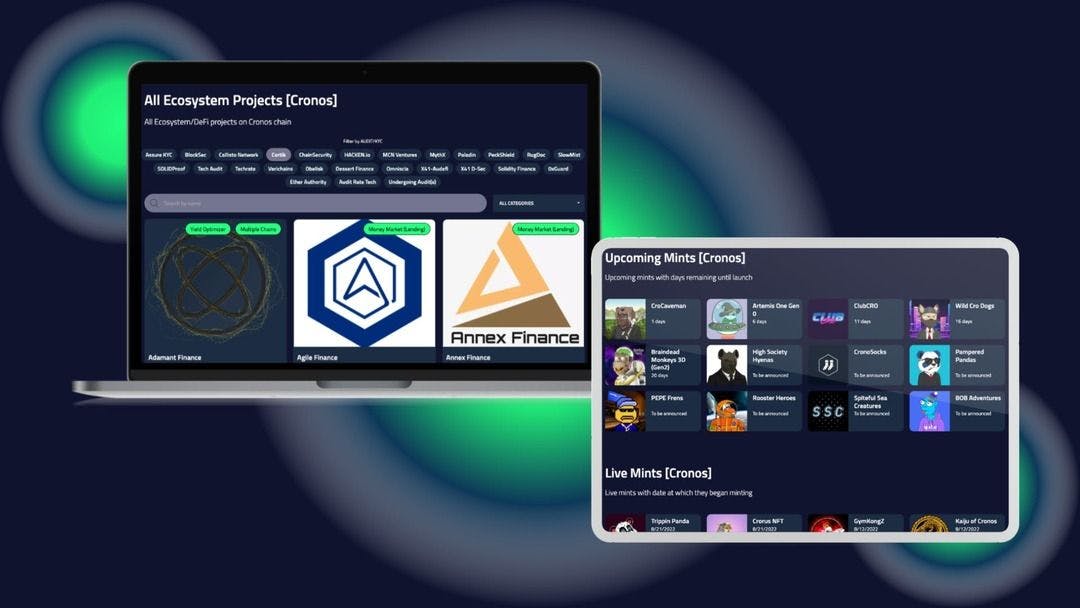 All Ecosystem Projects [Cronos]
All Ecosystem/DeFi projects on Cronos chain
Filter by AUDIT/KYC
Assure KYC BlockSec Callisto Network Certik ChainSecurity HACKEN.io MCN Ventures MythX Paladin PeckShield RugDoc SlowMist
SOLIDProof Tech Audit Techrate Verichains Obelisk Dessert Finance Omniscia X41-Audefi X41 D-Sec Solidity Finance 0xGuard
Ether Authority Audit Rate Tech Undergoing Audit(s)
Search by name ALL CATEGORIES
Yield Optimizer Multiple Chains Money Market (Lending) Money Market (Lending)
Annex Finance
Adamant Finance Agile Finance Annex Finance
Upcoming Mints [Cronos]
Upcoming mints with days remaining until launch
CroCaveman
5 days
Artemis One Gen
0
6 days
ClubCRO
11 days
CLUB
Wild Cro Dogs
16 days
Braindead
Monkeys 3D
(Gen2)
20 days
High Society
Hyenas
To be announced
CronoSocks
To be announced
Pampered
Pandas
To be announced
PEPE Frens
To be announced
Rooster Heroes
To be announced
SSC
Spiteful Sea
Creatures
To be announced
BOB Adventures
To be announced
Live Mints [Cronos]
Live mints with date at which they began minting
Trippin Panda
8/21/2022
Crorus NFT
8/21/2022
GymKongZ
8/12/2022
Kaiju of Cronos
8/12/2022